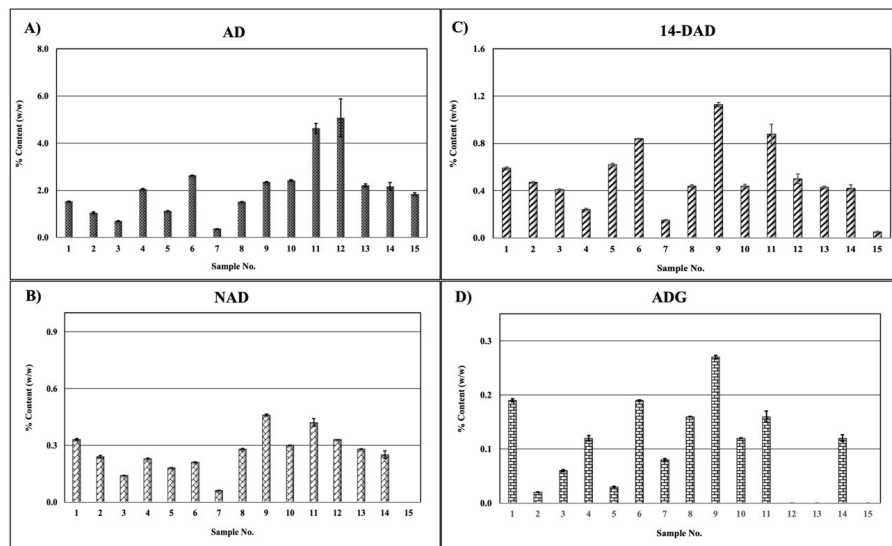 A)
AD
% Content (w/w)
8.0
6.0
4.0
2.0
0.0
1 2 3 4 5 6 7 8 9 10 11 12 13 14 15
Sample No.
C)
14-DAD
% Content (w/w)
1.6
1.2
0.8
0.4
0.0
1 2 3 4 5 6 7 8 9 10 11 12 13 14 15
Sample No.
B)
NAD
% Content (w/w)
0.9
0.6
0.3
0.0
1 2 3 4 5 6 7 8 9 10 11 12 13 14 15
Sample No.
D)
ADG
% Content (w/w)
0.3
0.2
0.1
0.0
1 2 3 4 5 6 7 8 9 10 11 12 13 14 15
Sample No.